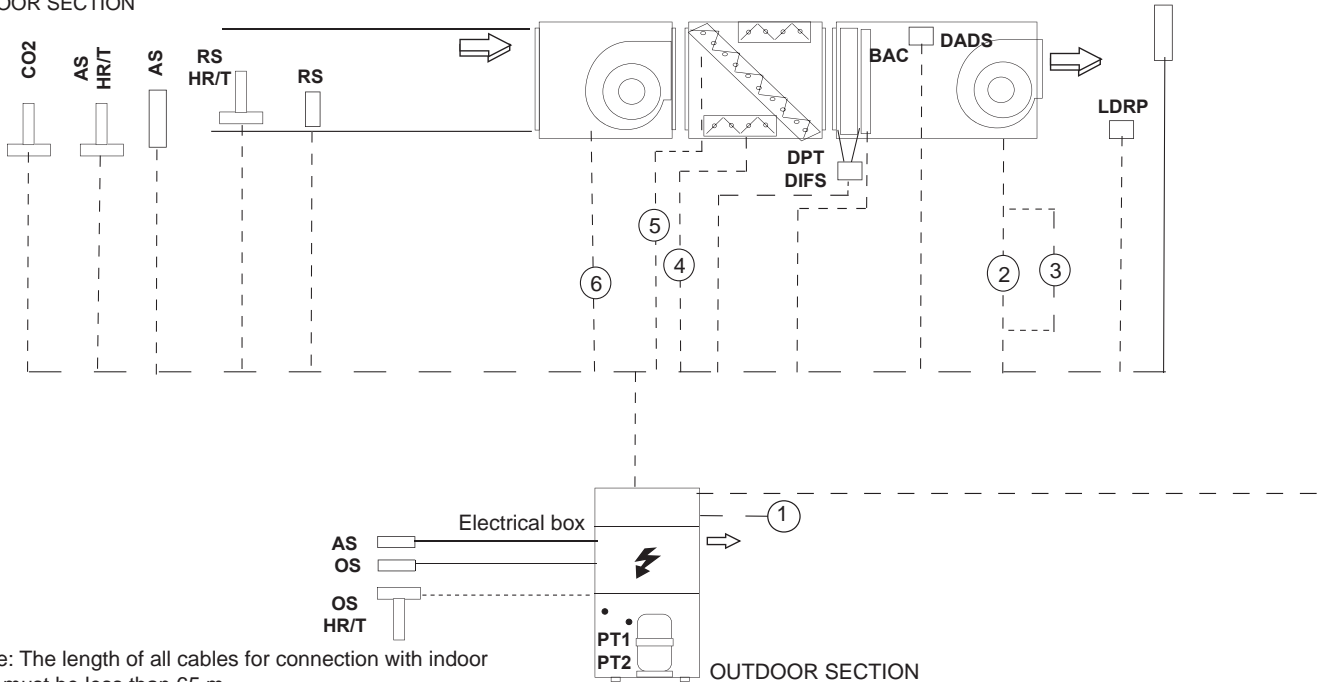 OOR SECTION
CO2
AS
HR/T
AS
RS
HR/T
RS
BAC
DADS
LDRP
DPT
DIFS
5
4
6
2
3
1
Electrical box
AS
OS
OS
HR/T
PT1
PT2
e: The length of all cables for connection with indoor
must be less than 65 m
OUTDOOR SECTION